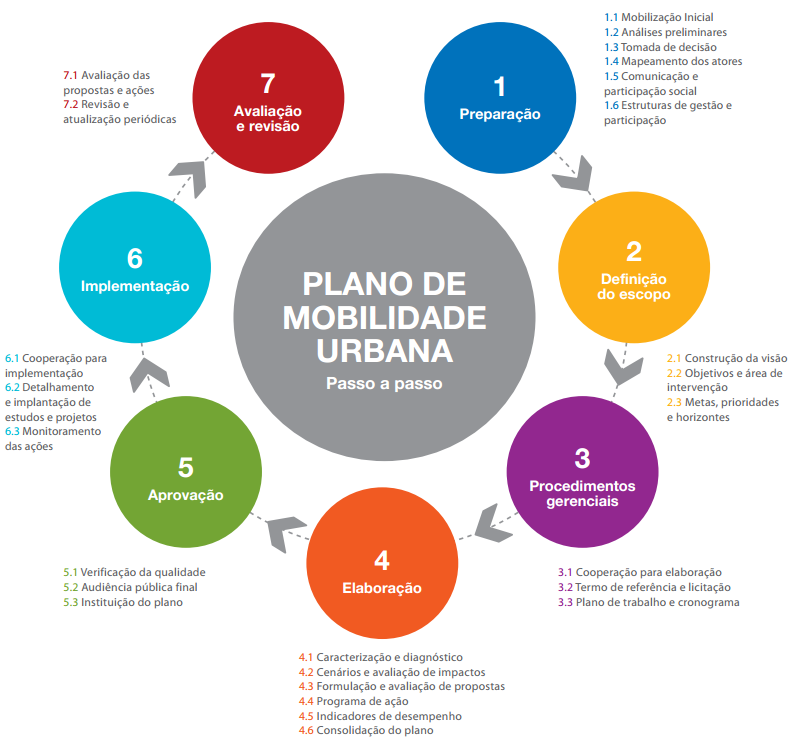 PLANO DE
MOBILIDADE
URBANA
Passo a passo
1
Preparação
1.1 Mobilização Inicial
1.2 Análises preliminares
1.3 Tomada de decisão
1.4 Mapeamento dos atores
1.5 Comunicação e
participação social
1.6 Estruturas de gestão e
participação
2
Definição
do escopo
2.1 Construção da visão
2.2 Objetivos e área de
intervenção
2.3 Metas, prioridades
e horizontes
3
Procedimentos
gerenciais
3.1 Cooperação para elaboração
3.2 Termo de referência e licitação
3.3 Plano de trabalho e cronograma
4
Elaboração
4.1 Caracterização e diagnóstico
4.2 Cenários e avaliação de impactos
4.3 Formulação e avaliação de propostas
4.4 Programa de ação
4.5 Indicadores de desempenho
4.6 Consolidação do plano
5
Aprovação
5.1 Verificação da qualidade
5.2 Audiência pública final
5.3 Instituição do plano
6
Implementação
6.1 Cooperação para
implementação
6.2 Detalhamento
e implantação de
estudos e projetos
6.3 Monitoramento
das ações
7
Avaliação
e revisão
7.1 Avaliação das
propostas e ações
7.2 Revisão e
atualização periódicas